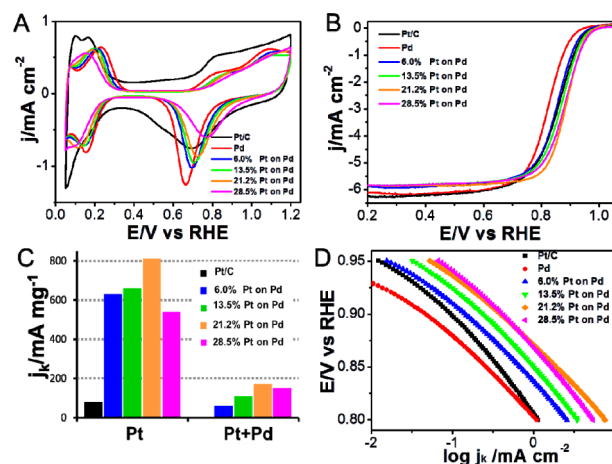 A
j/mA cm-2
1
0
-1
0.0 0.2 0.4 0.6 0.8 1.0 1.2
E/V vs RHE
Pt/C
Pd
6.0% Pt on Pd
13.5% Pt on Pd
21.2% Pt on Pd
28.5% Pt on Pd
B
j/mA cm-2
0
-1
-2
-3
-4
-5
-6
0.2 0.4 0.6 0.8 1.0
E/V vs RHE
Pt/C
Pd
6.0% Pt on Pd
13.5% Pt on Pd
21.2% Pt on Pd
28.5% Pt on Pd
C
jk/mA mg-1
800
600
400
200
0
Pt Pt+Pd
Pt/C
6.0% Pt on Pd
13.5% Pt on Pd
21.2% Pt on Pd
28.5% Pt on Pd
D
E/V vs RHE
0.95
0.90
0.85
0.80
-2 -1 0
log jk / mA cm-2
Pt/C
Pd
6.0% Pt on Pd
13.5% Pt on Pd
21.2% Pt on Pd
28.5% Pt on Pd